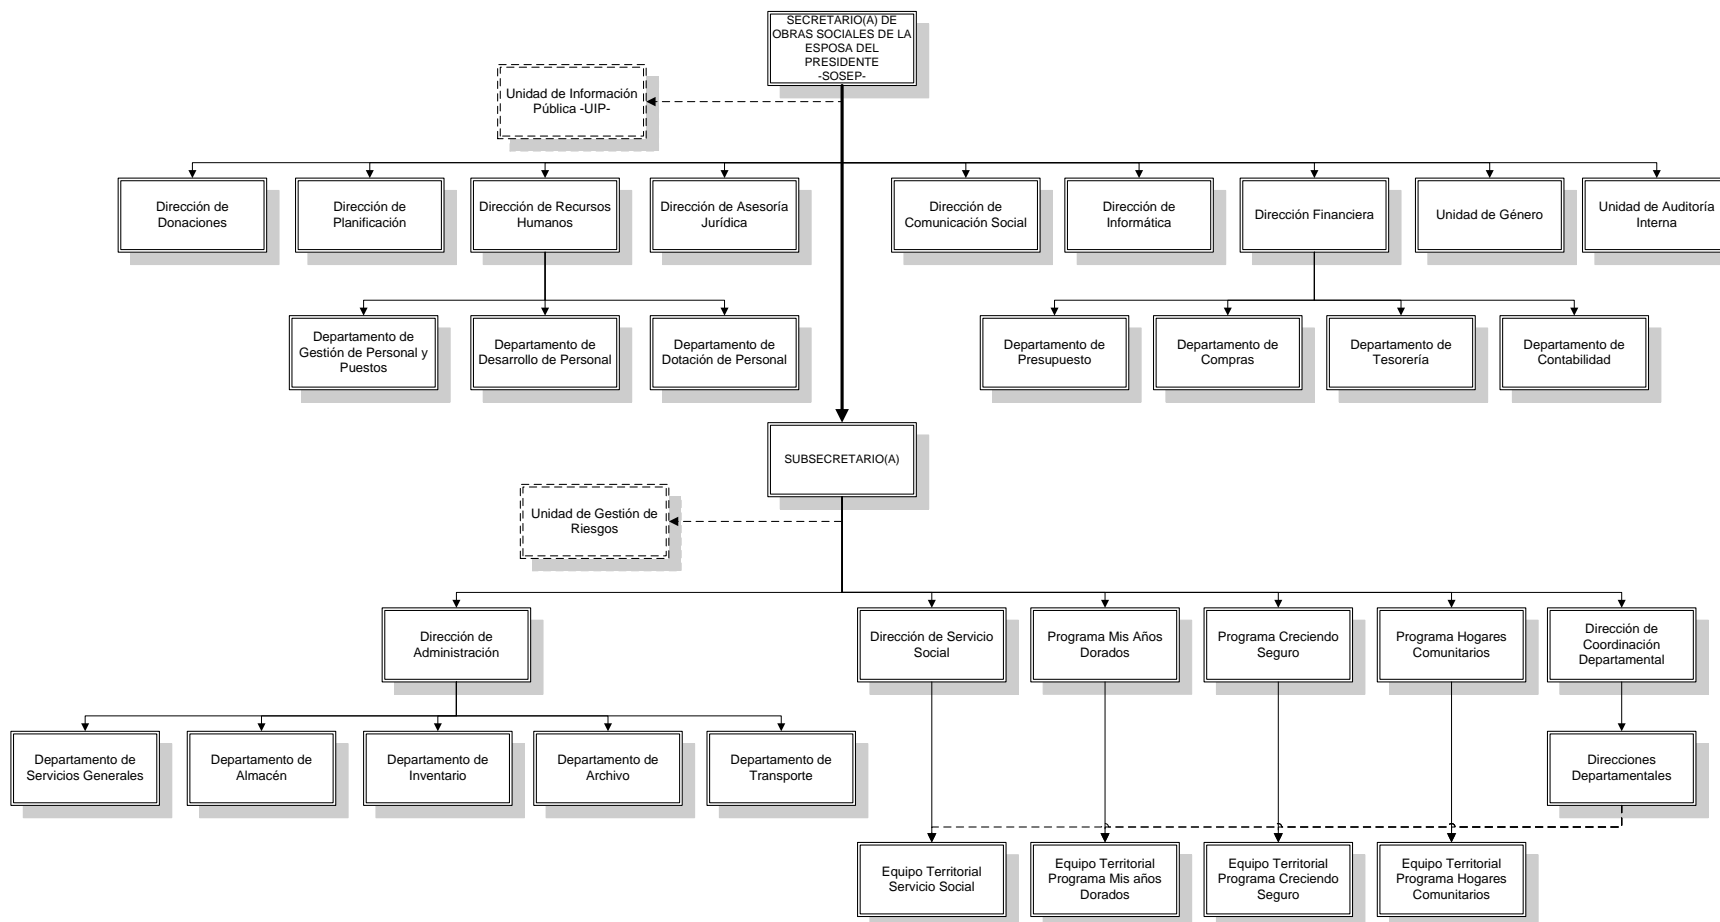 SECRETARIO(A) DE
OBRAS SOCIALES DE LA
ESPOSA DEL
PRESIDENTE
-SOSEP-
Unidad de Información
Pública -UIP-
Dirección de
Donaciones
Dirección de
Planificación
Dirección de Recursos
Humanos
Dirección de Asesoría
Jurídica
Dirección de
Comunicación Social
Dirección de
Informática
Dirección Financiera
Unidad de Género
Unidad de Auditoría
Interna
Departamento de
Gestión de Personal y
Puestos
Departamento de
Desarrollo de Personal
Departamento de
Dotación de Personal
Departamento de
Presupuesto
Departamento de
Compras
Departamento de
Tesorería
Departamento de
Contabilidad
SUBSECRETARIO(A)
Unidad de Gestión de
Riesgos
Dirección de
Administración
Dirección de Servicio
Social
Programa Mis Años
Dorados
Programa Creciendo
Seguro
Programa Hogares
Comunitarios
Dirección de
Coordinación
Departamental
Departamento de
Servicios Generales
Departamento de
Almacén
Departamento de
Inventario
Departamento de
Archivo
Departamento de
Transporte
Direcciones
Departamentales
Equipo Territorial
Servicio Social
Equipo Territorial
Programa Mis años
Dorados
Equipo Territorial
Programa Creciendo
Seguro
Equipo Territorial
Programa Hogares
Comunitarios